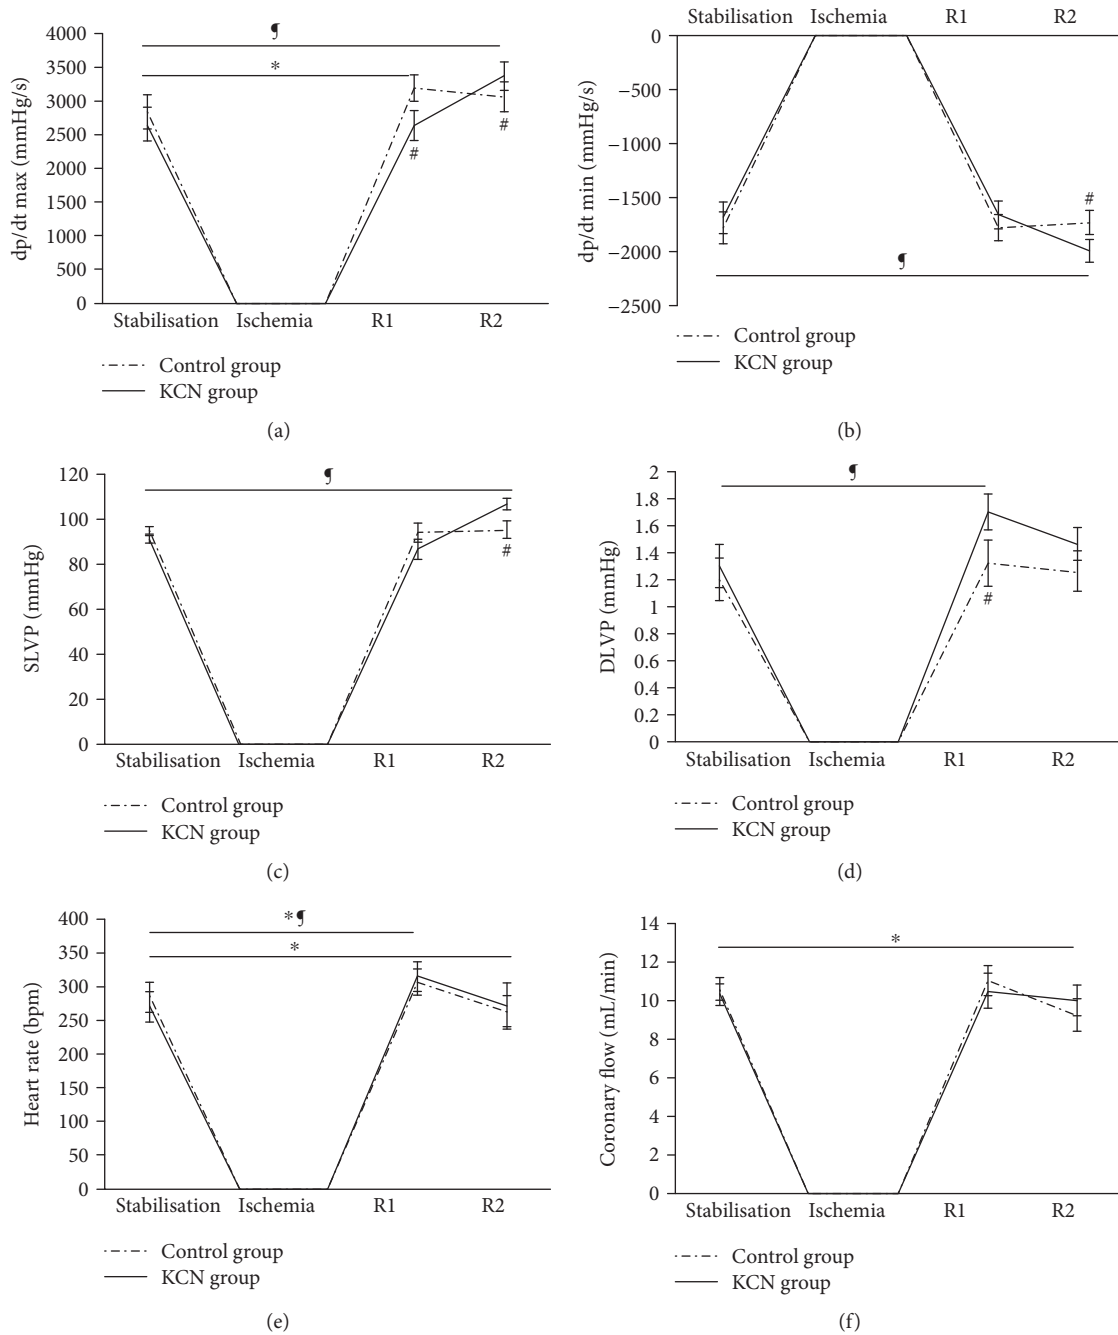 4000
3500
3000
2500
2000
1500
1000
500
0
dp/dt max (mmHg/s)
¶
*
#
#
Stabilisation Ischemia R1 R2
Control group
KCN group
(a)
Stabilisation Ischemia R1 R2
0
−500
−1000
−1500
−2000
−2500
dp/dt min (mmHg/s)
#
¶
Control group
KCN group
(b)
120
100
80
60
40
20
0
SLVP (mmHg)
¶
#
Stabilisation Ischemia R1 R2
Control group
KCN group
(c)
2
1.8
1.6
1.4
1.2
1
0.8
0.6
0.4
0.2
0
DLVP (mmHg)
¶
#
Stabilisation Ischemia R1 R2
Control group
KCN group
(d)
400
350
300
250
200
150
100
50
0
Heart rate (bpm)
*¶
*
Stabilisation Ischemia R1 R2
Control group
KCN group
(e)
14
12
10
8
6
4
2
0
Coronary flow (mL/min)
*
Stabilisation Ischemia R1 R2
Control group
KCN group
(f)